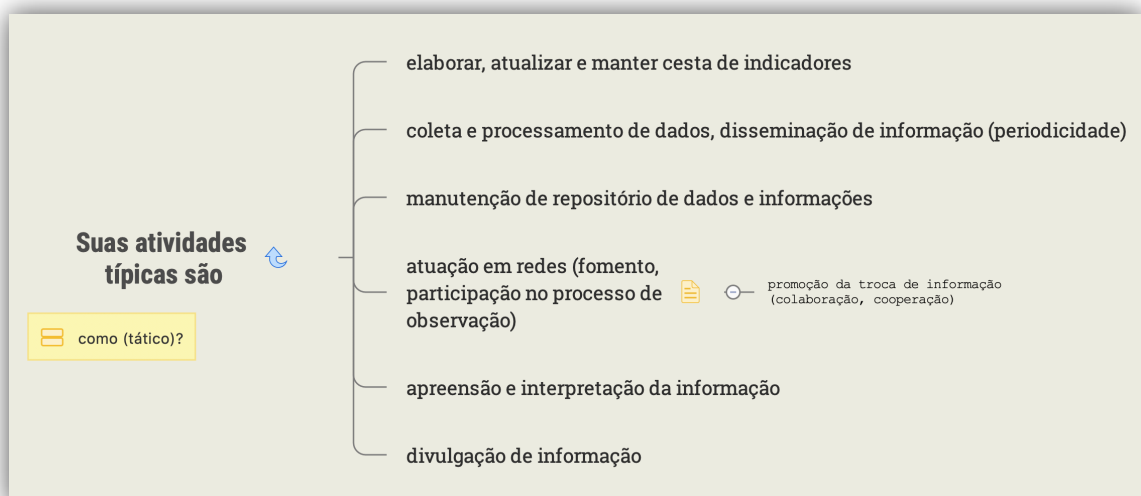 elaborar, atualizar e manter cesta de indicadores
coleta e processamento de dados, disseminação de informação (periodicidade)
manutenção de repositório de dados e informações
Suas atividades
típicas são
como (tático)?
atuação em redes (fomento,
participação no processo de
observação)
promoção da troca de informação
(colaboração, cooperação)
apreensão e interpretação da informação
divulgação de informação